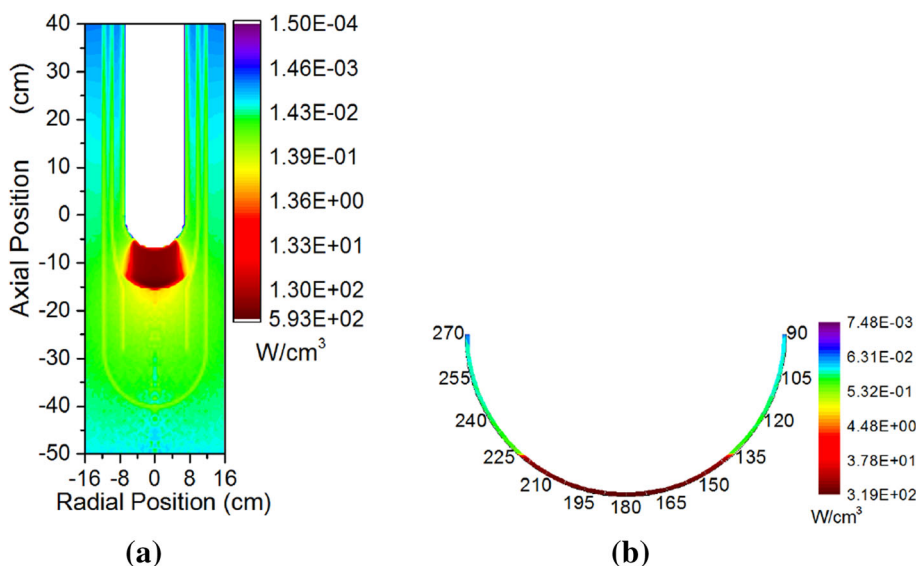 40
30
20
10
0
-10
-20
-30
-40
-50
Axial Position (cm)
-16 -8 0 8 16
Radial Position (cm)
1.50E-04
1.46E-03
1.43E-02
1.39E-01
1.36E+00
1.33E+01
1.30E+02
5.93E+02
W/cm³
(a)
270
255
240
225
210
195
180
165
150
135
120
105
90
7.48E-03
6.31E-02
5.32E-01
4.48E+00
3.78E+01
3.19E+02
W/cm³
(b)